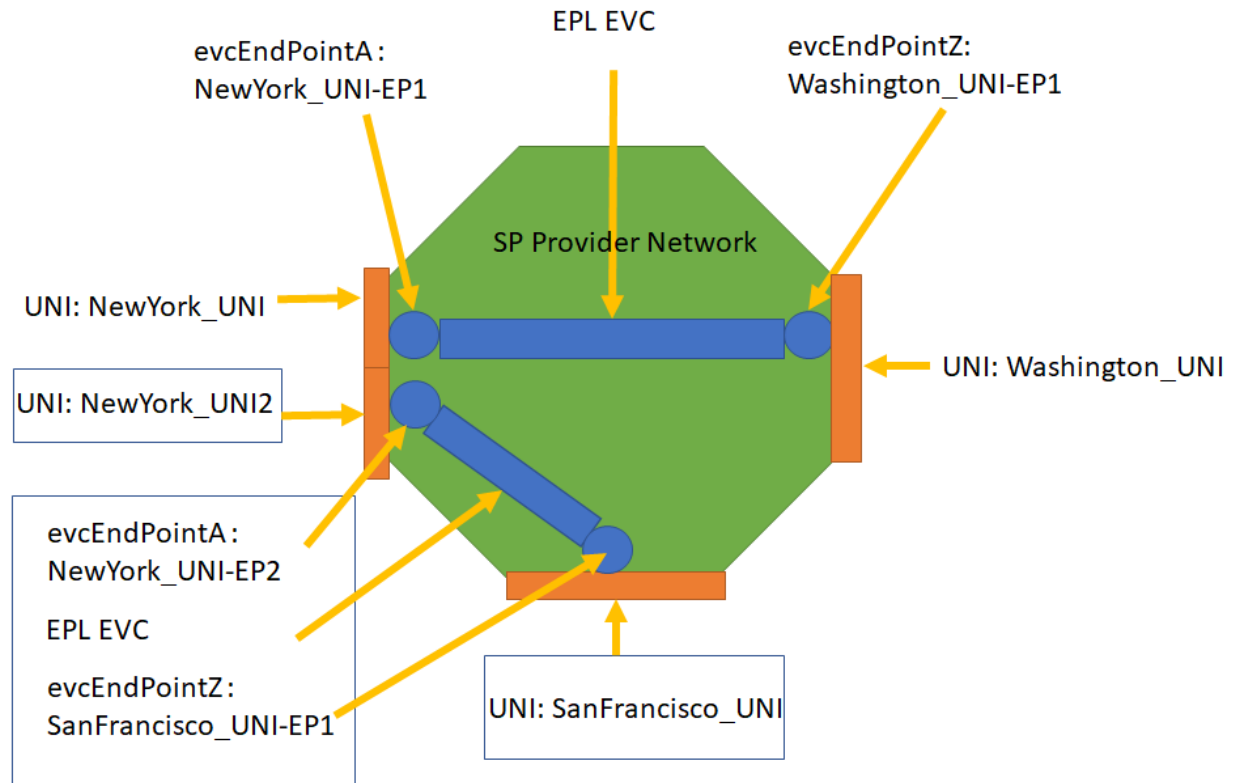 EPL EVC
evcEndPointA:
NewYork_UNI-EP1
evcEndPointZ:
Washington_UNI-EP1
SP Provider Network
UNI: NewYork_UNI
UNI: Washington_UNI
UNI: NewYork_UNI2
evcEndPointA:
NewYork_UNI-EP2
EPL EVC
evcEndPointZ:
SanFrancisco_UNI-EP1
UNI: SanFrancisco_UNI